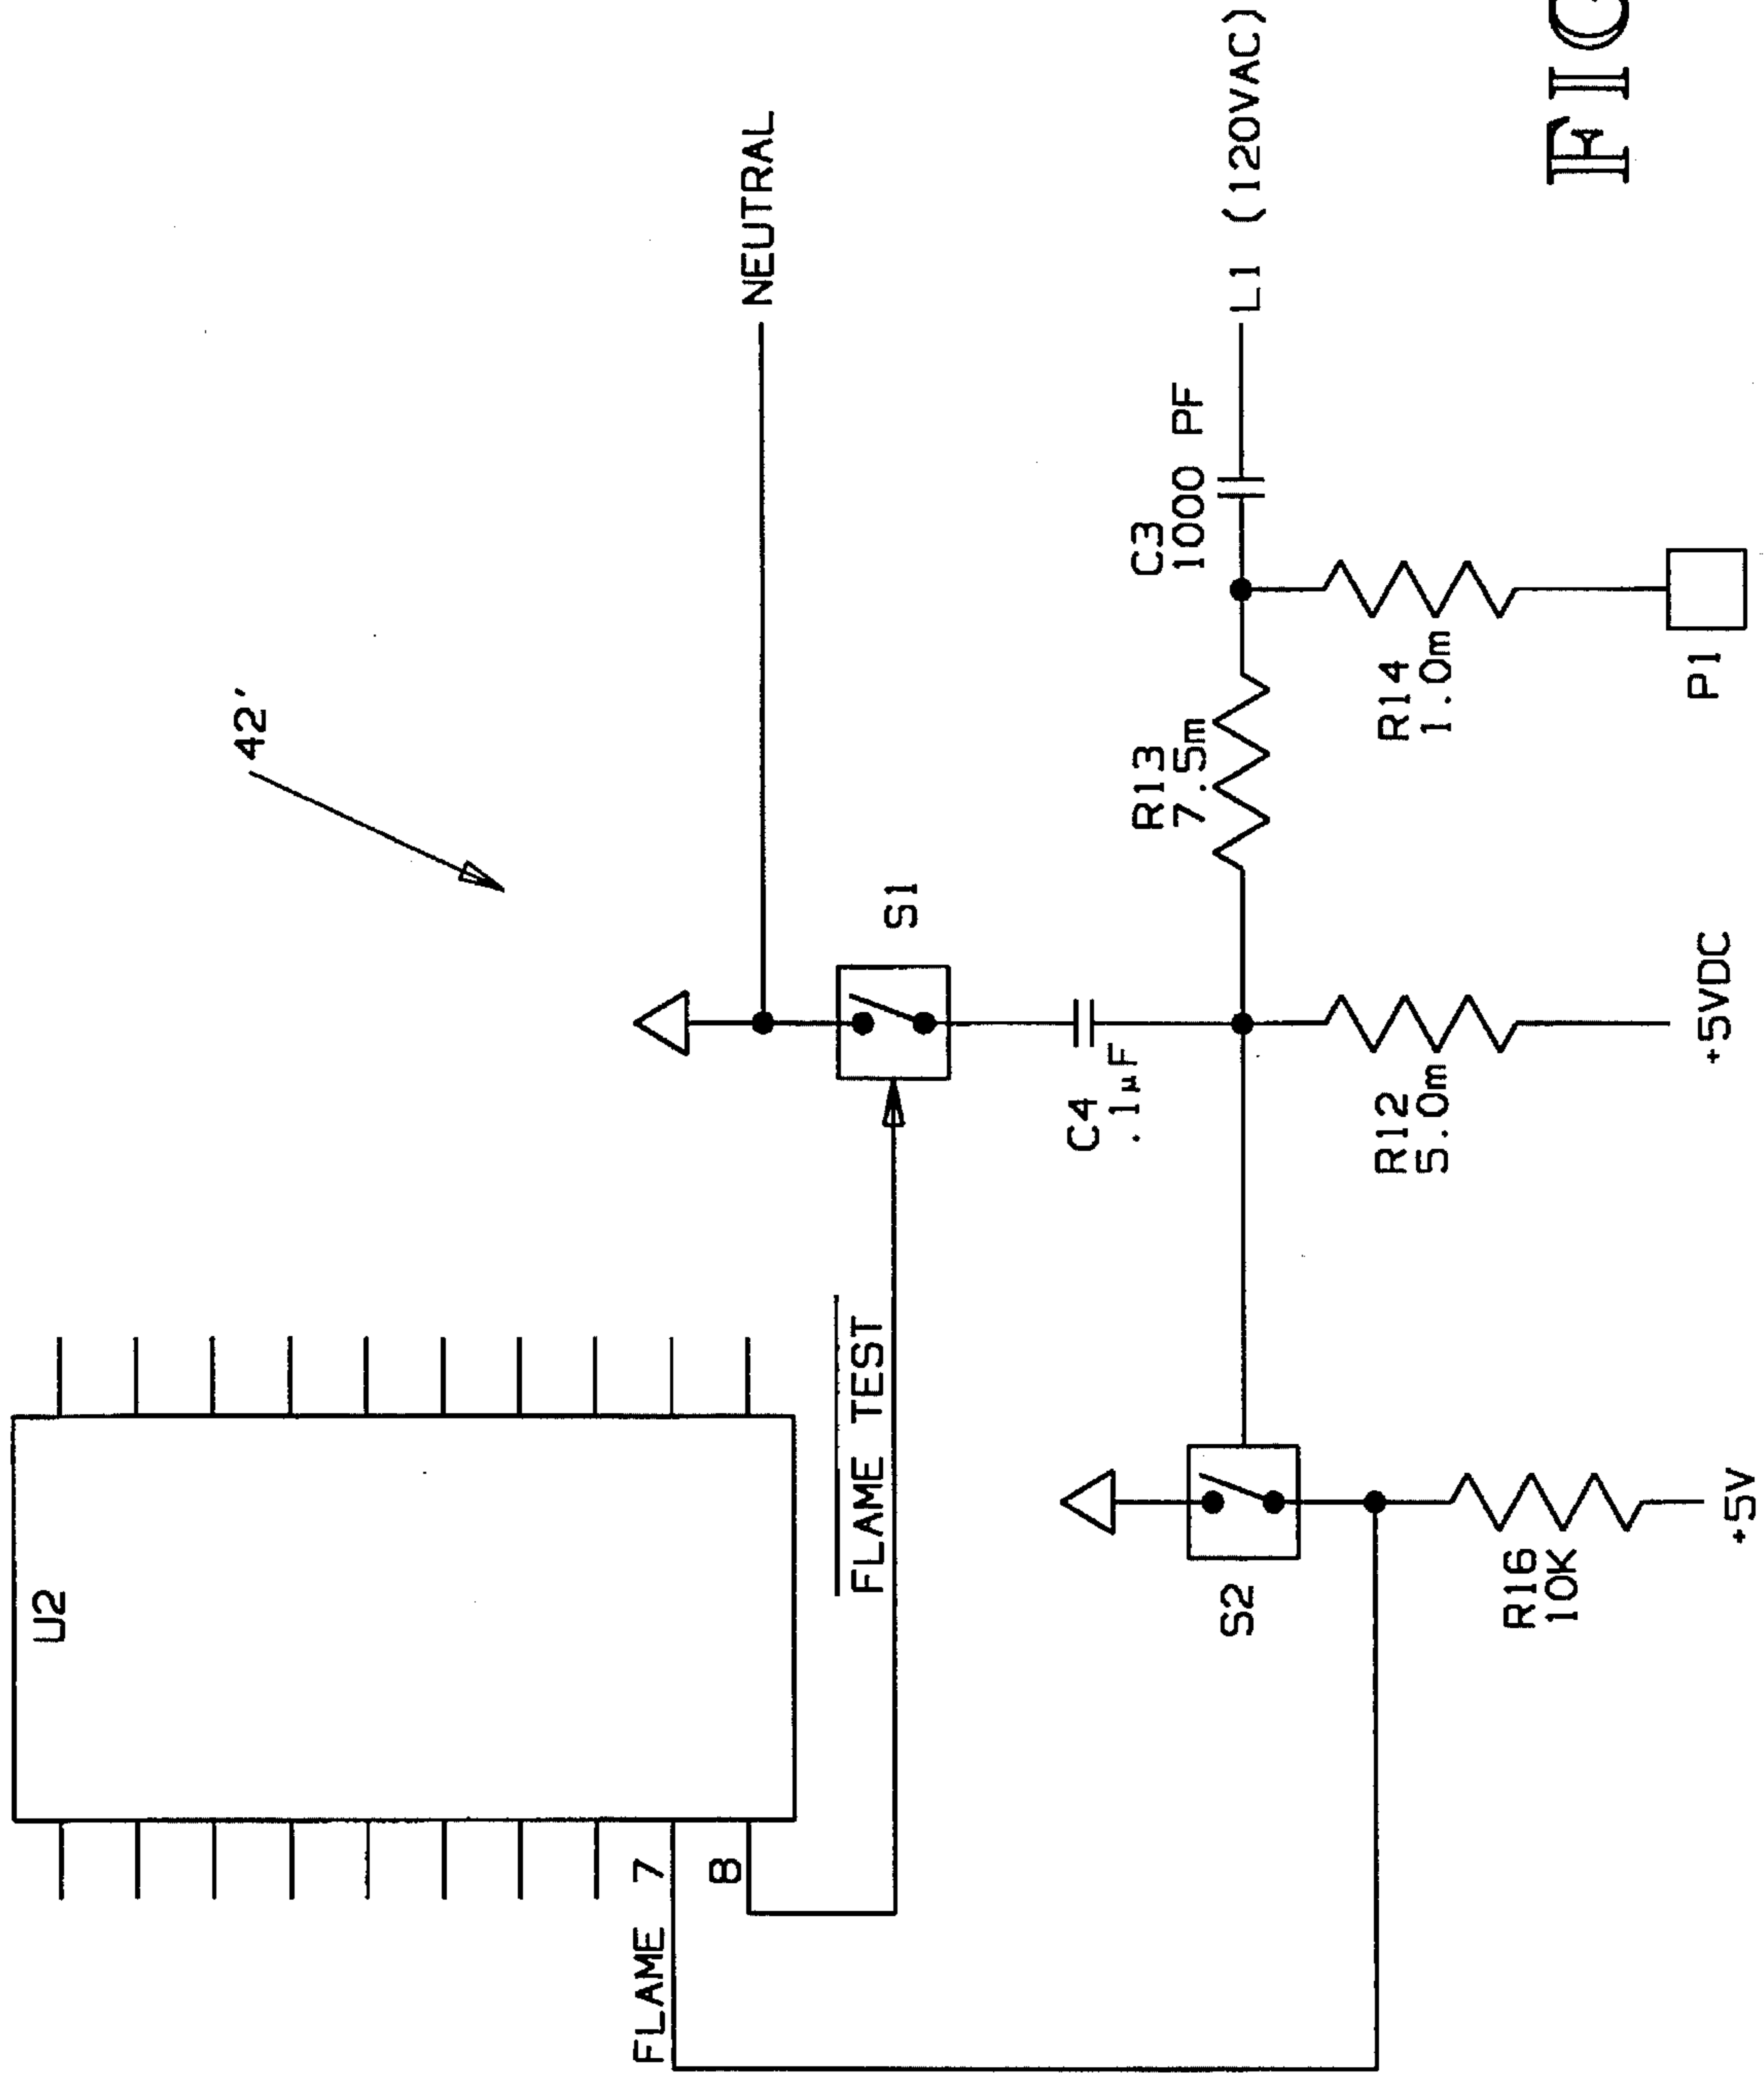 U2
42'
NEUTRAL
FLAME 7
8
FLAME TEST
S1
C4
.1µF
C3
1000 PF
L1 (120VAC)
R13
7.5m
S2
R12
5.0m
R14
1.0m
R16
10K
+5V
+5VDC
P1
FIG